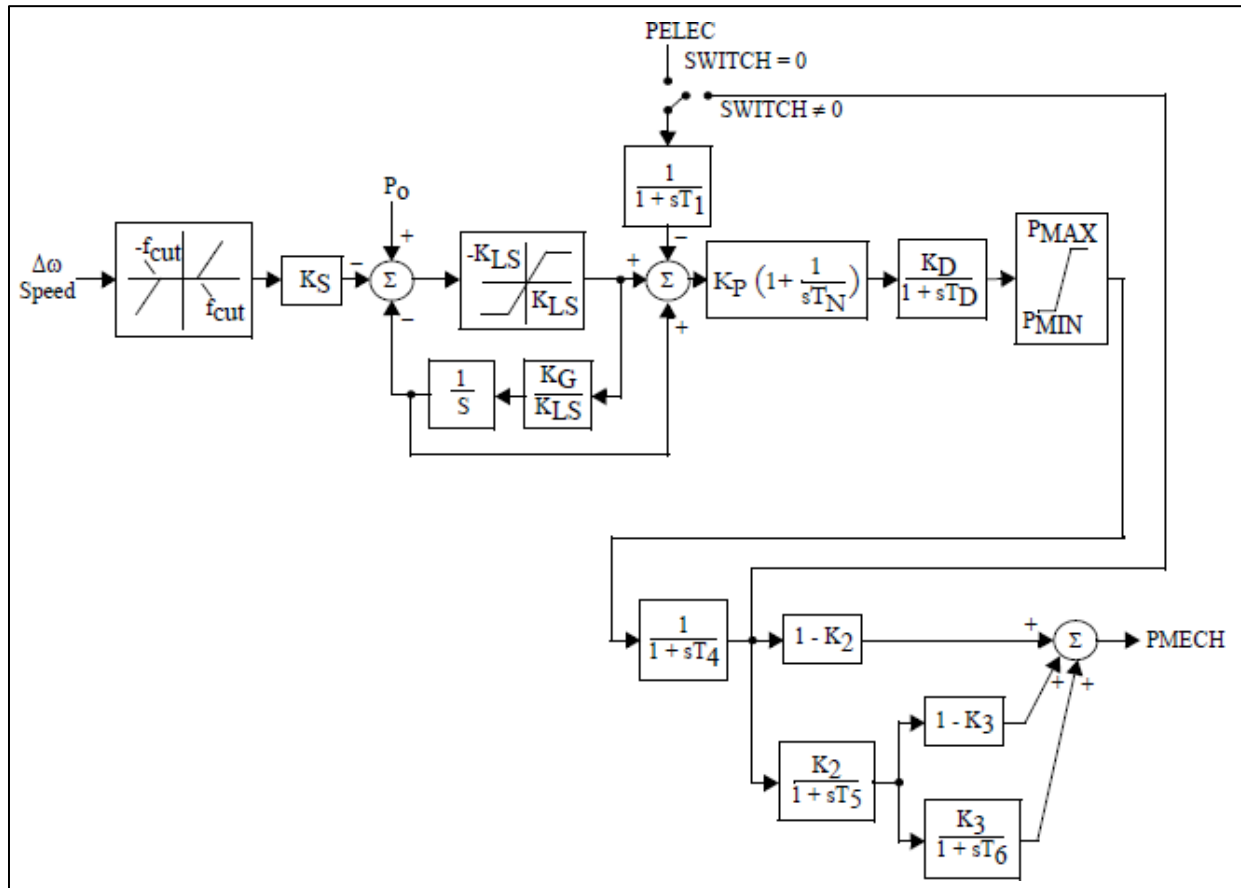 PELEC
SWITCH = 0
SWITCH ≠ 0
1
1 + sT1
PO
+
−
-fcut
fcut
Δω
Speed
KS
−
Σ
−
-KLS
KLS
+
Σ
+
KP (1+ 1
sTN)
KD
1 + sTD
PMAX
PMIN
1
S
KG
KLS
1
1 + sT4
1 - K2
+
Σ
PMECH
+
+
1 - K3
K2
1 + sT5
K3
1 + sT6